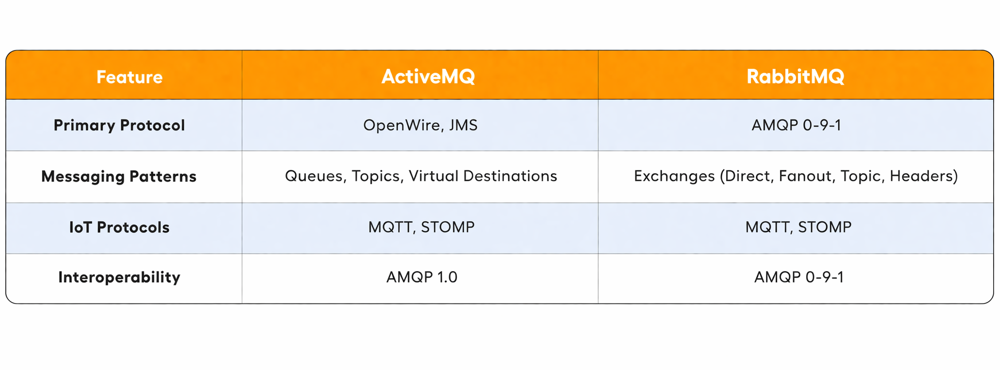 Feature ActiveMQ RabbitMQ
Primary Protocol OpenWire, JMS AMQP 0-9-1
Messaging Patterns Queues, Topics, Virtual Destinations Exchanges (Direct, Fanout, Topic, Headers)
IoT Protocols MQTT, STOMP MQTT, STOMP
Interoperability AMQP 1.0 AMQP 0-9-1